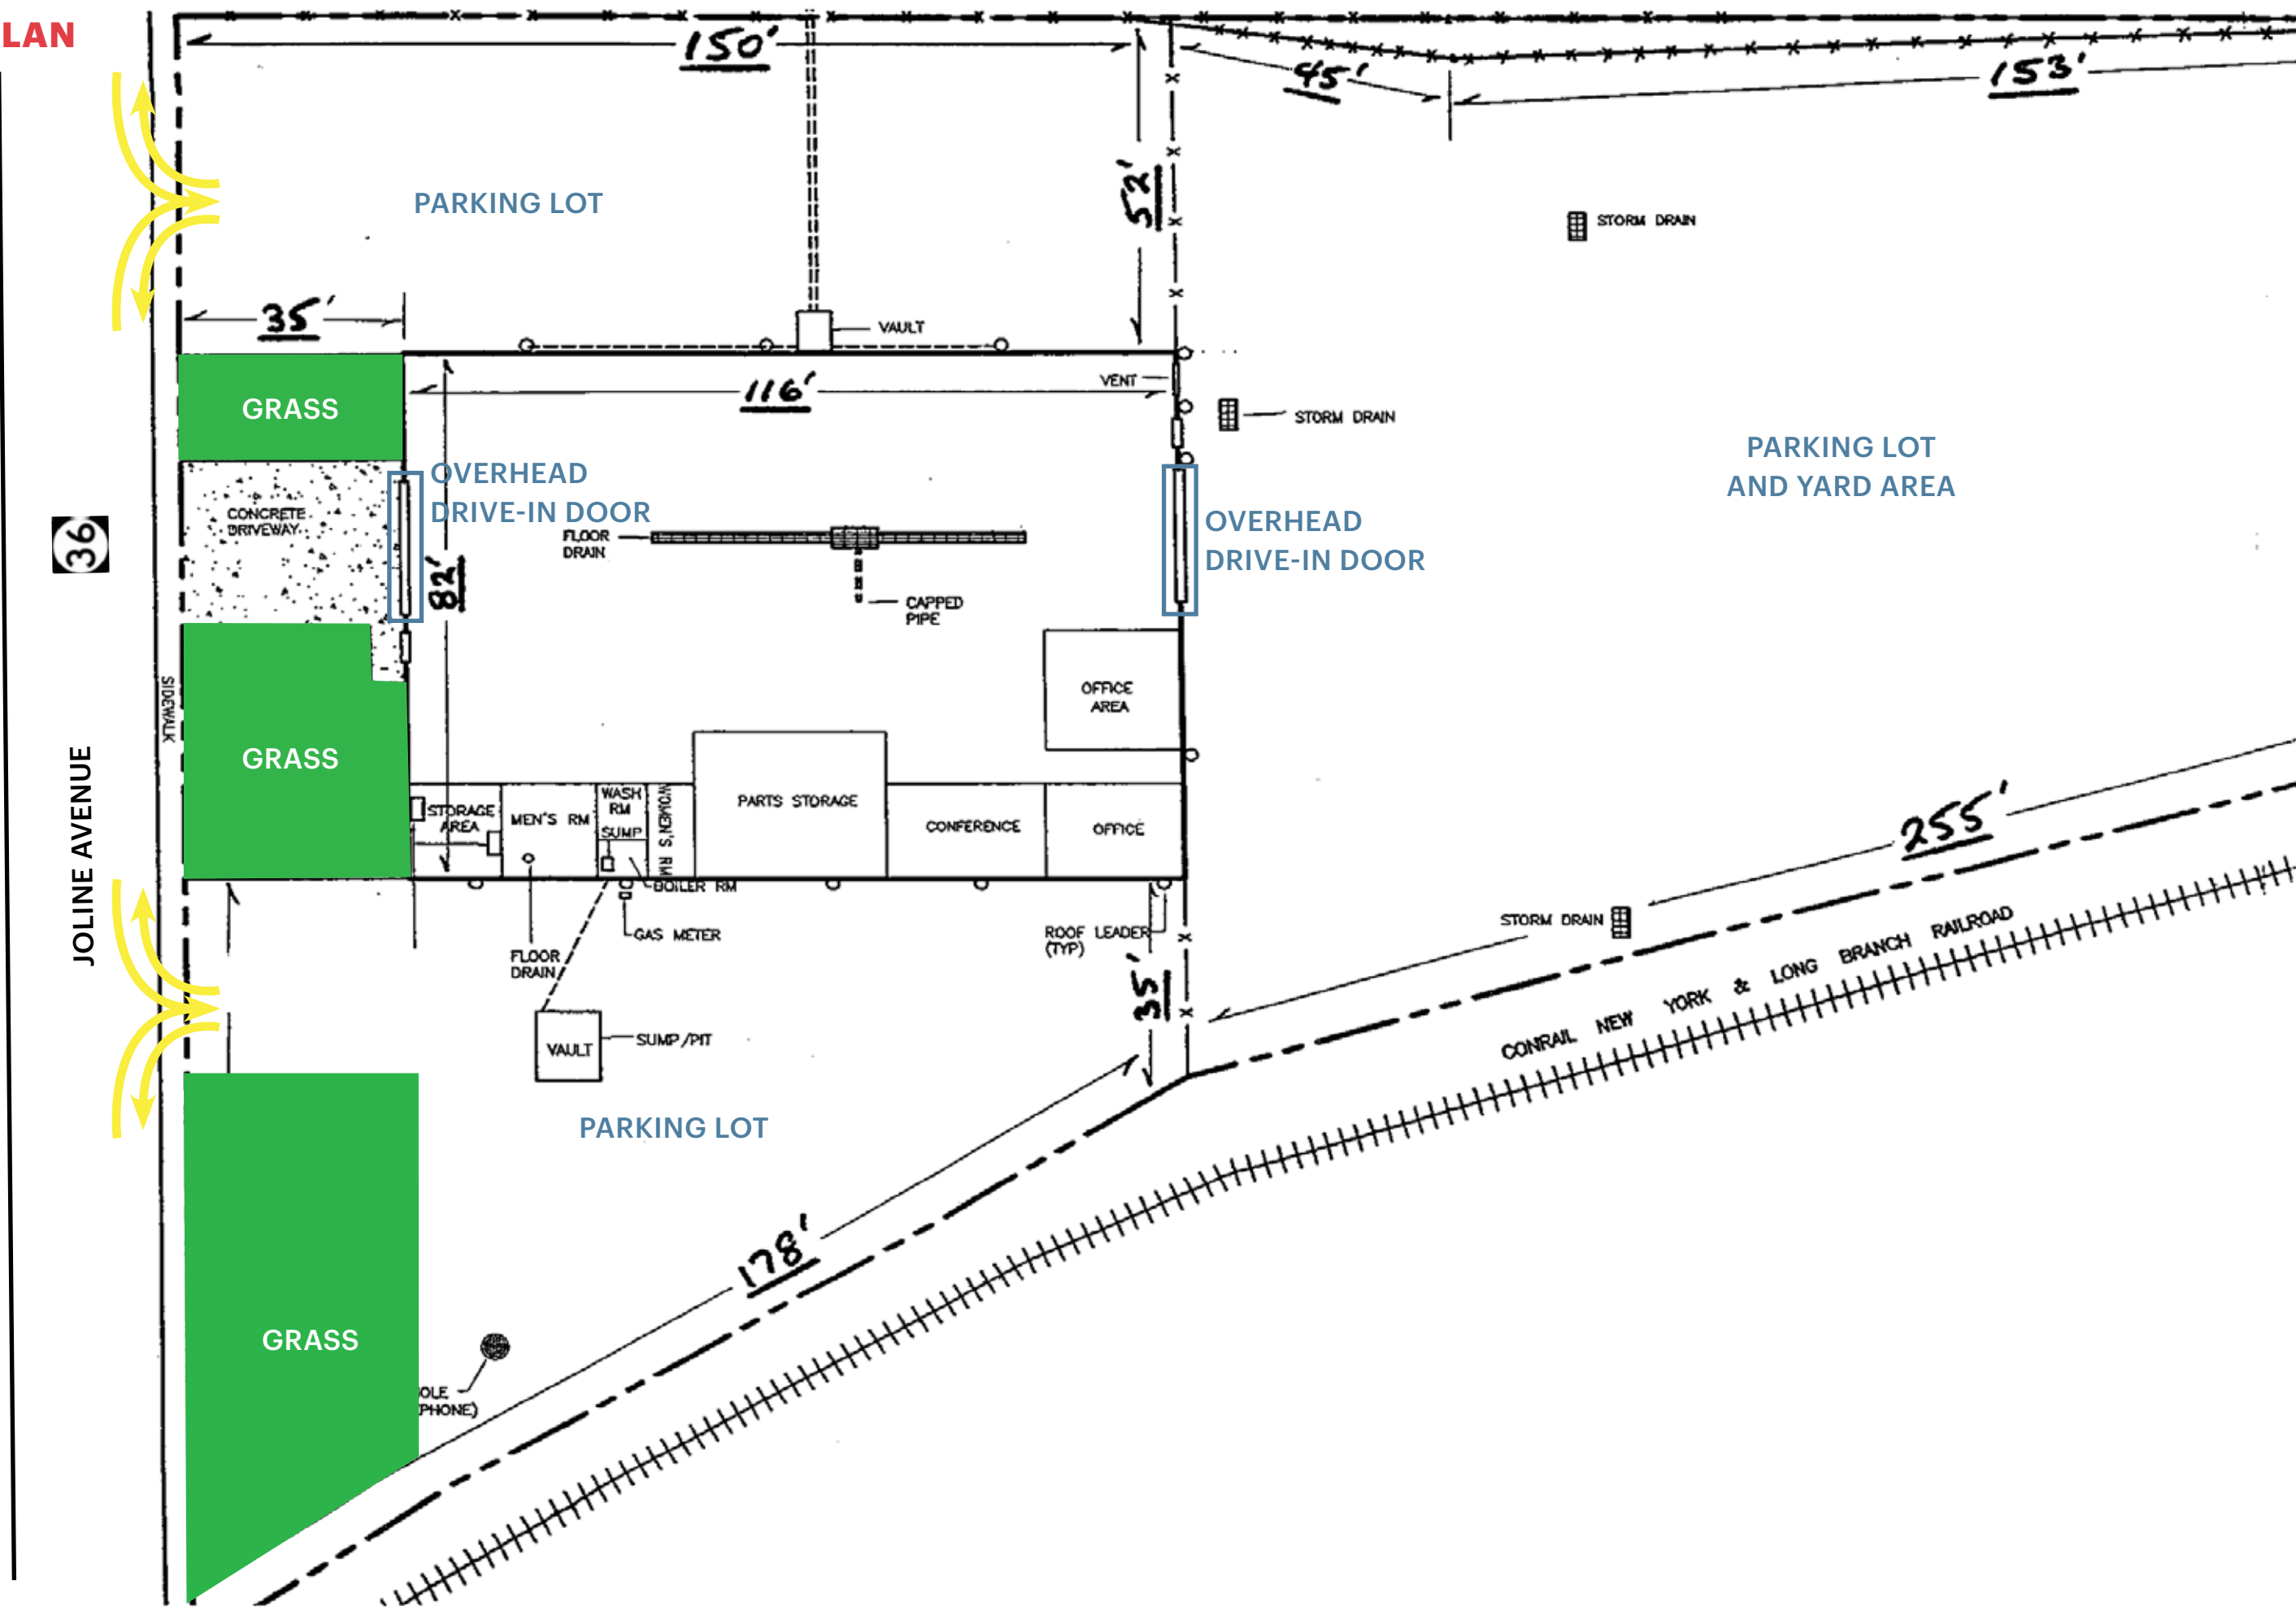 LAN
150'
45'
153'
52'
PARKING LOT
STORM DRAIN
35'
VAULT
116'
VENT
GRASS
STORM DRAIN
PARKING LOT
AND YARD AREA
OVERHEAD
DRIVE-IN DOOR
CONCRETE
DRIVEWAY
36
FLOOR
DRAIN
OVERHEAD
DRIVE-IN DOOR
82'
CAPPED
PIPE
SIDEWALK
OFFICE
AREA
GRASS
JOLINE AVENUE
STORAGE
AREA
MEN'S RM
WASH
RM
SUMP
WOMEN'S RM
PARTS STORAGE
CONFERENCE
OFFICE
255'
BOILER RM
GAS METER
ROOF LEADER
(TYP)
STORM DRAIN
FLOOR
DRAIN
35'
CONRAIL NEW YORK & LONG BRANCH RAILROAD
VAULT
SUMP/PIT
PARKING LOT
178'
GRASS
OLE
PHONE)